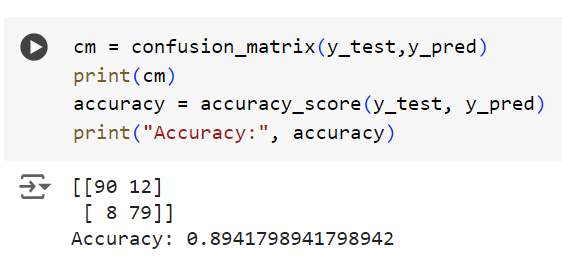 cm = confusion_matrix(y_test,y_pred)
print(cm)
accuracy = accuracy_score(y_test, y_pred)
print("Accuracy:", accuracy)
[[90 12]
 [ 8 79]]
Accuracy: 0.8941798941798942